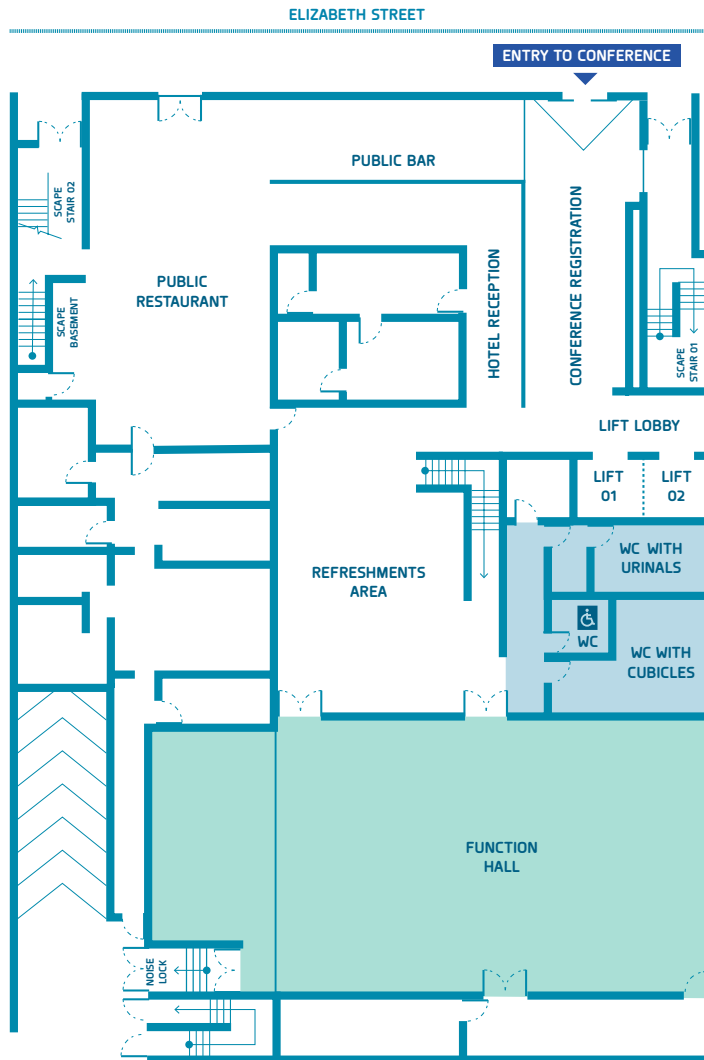 ELIZABETH STREET
ENTRY TO CONFERENCE
PUBLIC BAR
SCAPE
STAIR 02
PUBLIC
RESTAURANT
SCAPE
BASEMENT
HOTEL RECEPTION
CONFERENCE REGISTRATION
SCAPE
STAIR 01
LIFT LOBBY
LIFT
01
LIFT
02
WC WITH
URINALS
REFRESHMENTS
AREA
WC
WC WITH
CUBICLES
FUNCTION
HALL
NOISE
LOCK